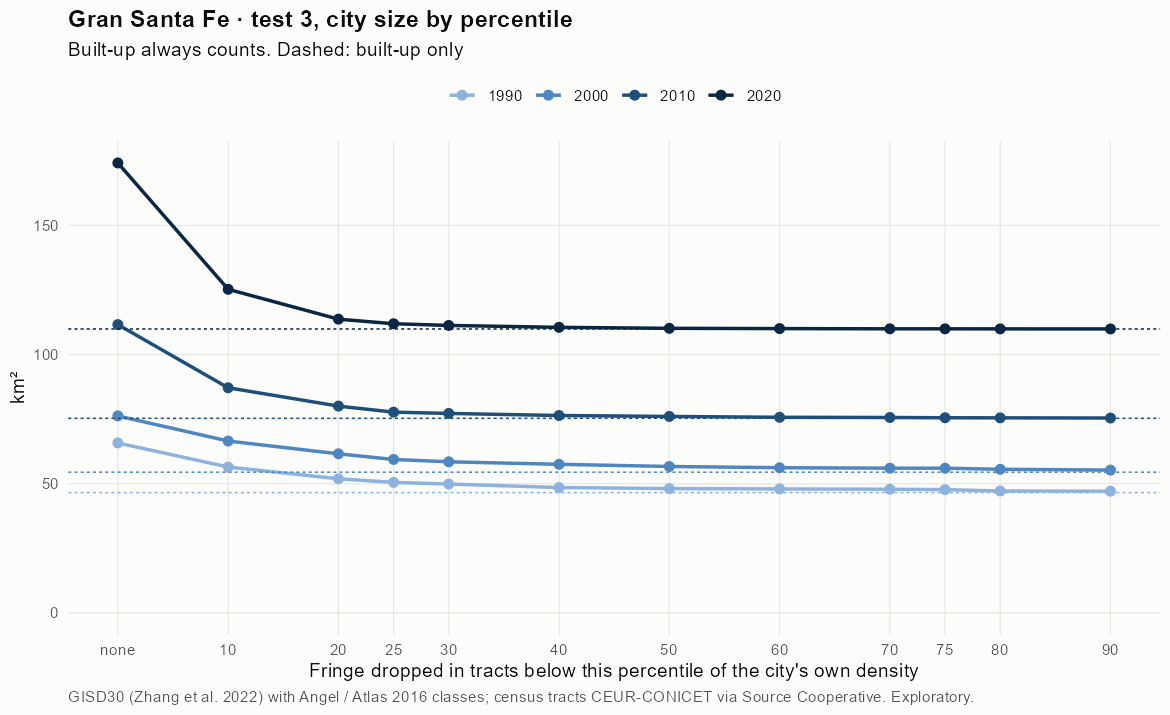 Gran Santa Fe · test 3, city size by percentile
Built-up always counts. Dashed: built-up only
1990 2000 2010 2020
150
100
50
0
km²
none 10 20 25 30 40 50 60 70 75 80 90
Fringe dropped in tracts below this percentile of the city's own density
GISD30 (Zhang et al. 2022) with Angel / Atlas 2016 classes; census tracts CEUR-CONICET via Source Cooperative. Exploratory.